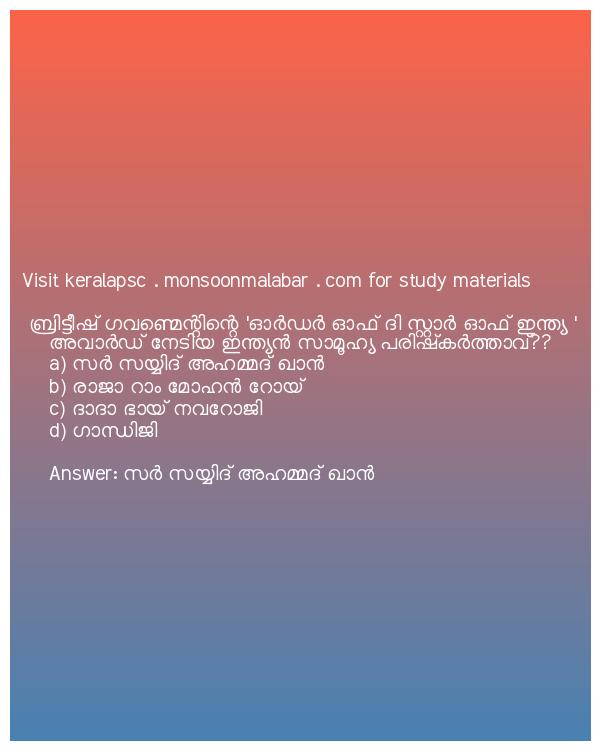 Visit keralapsc . monsoonmalabar . com for study materials
ബ്രിട്ടീഷ് ഗവണ്മെന്റിന്റെ 'ഓർഡർ ഓഫ് ദി സ്റ്റാർ ഓഫ് ഇന്ത്യ '
അവാർഡ് നേടിയ ഇന്ത്യൻ സാമൂഹ്യ പരിഷ്കർത്താവ്??
a) സർ സയ്യിദ് അഹമ്മദ് ഖാൻ
b) രാജാ റാം മോഹൻ റോയ്
c) ദാദാ ഭായ് നവറോജി
d) ഗാന്ധിജി
Answer: സർ സയ്യിദ് അഹമ്മദ് ഖാൻ